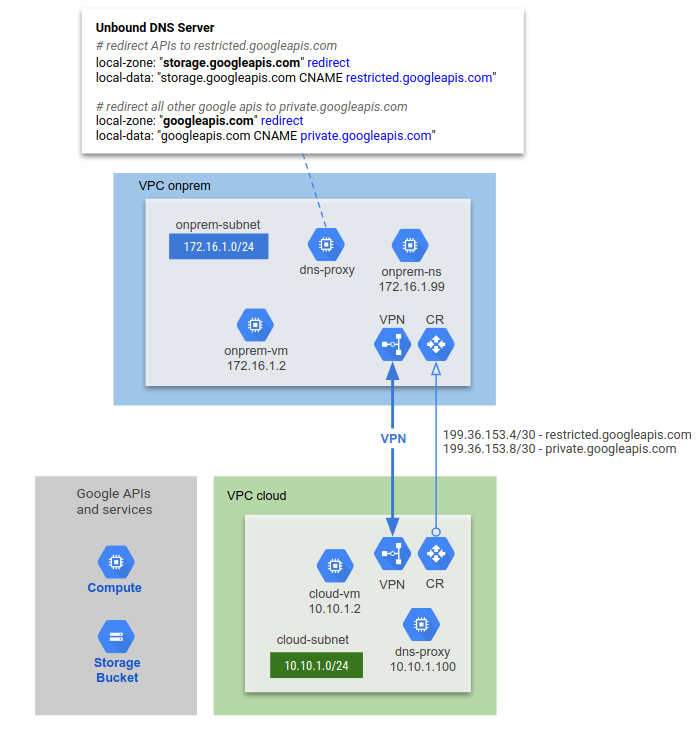 Unbound DNS Server
# redirect APIs to restricted.googleapis.com
local-zone: "storage.googleapis.com" redirect
local-data: "storage.googleapis.com CNAME restricted.googleapis.com"
# redirect all other google apis to private.googleapis.com
local-zone: "googleapis.com" redirect
local-data: "googleapis.com CNAME private.googleapis.com"
VPC onprem
onprem-subnet
172.16.1.0/24
dns-proxy
onprem-ns
172.16.1.99
onprem-vm
172.16.1.2
VPN
CR
VPN
199.36.153.4/30 - restricted.googleapis.com
199.36.153.8/30 - private.googleapis.com
Google APIs
and services
Compute
Storage
Bucket
VPC cloud
cloud-vm
10.10.1.2
VPN
CR
cloud-subnet
10.10.1.0/24
dns-proxy
10.10.1.100